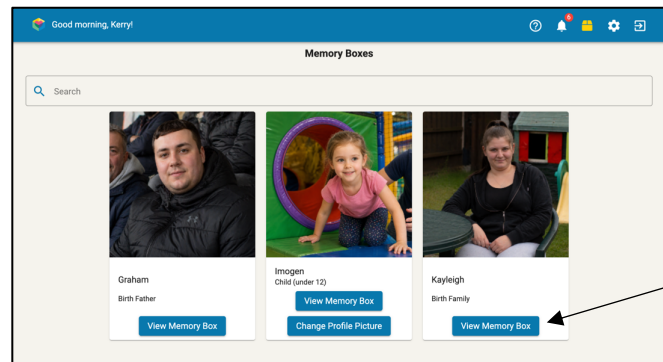 Good morning, Kerry!
6
Memory Boxes
Search
Graham
Birth Father
View Memory Box
Imogen
Child (under 12)
View Memory Box
Change Profile Picture
Kayleigh
Birth Family
View Memory Box